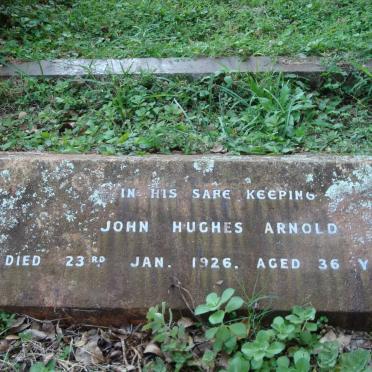 IN HIS SAFE KEEPING
JOHN HUGHES ARNOLD
DIED 23RD JAN. 1926. AGED 36 Y